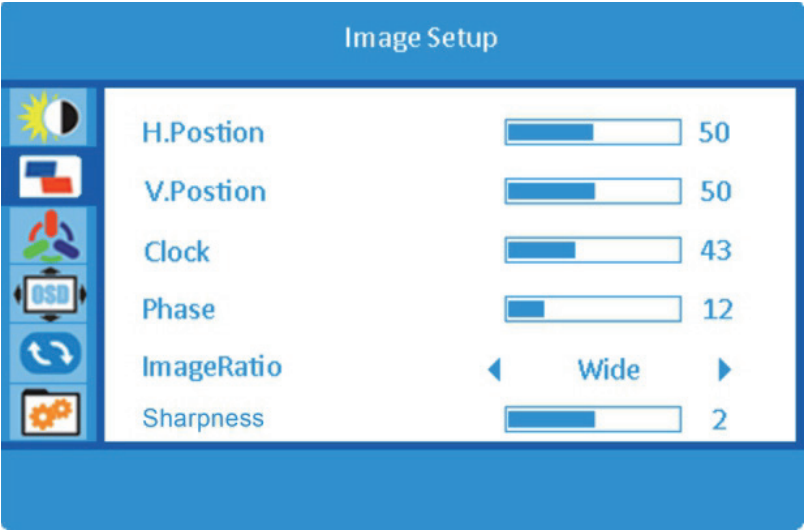 Image Setup
H.Postion 50
V.Postion 50
Clock 43
OSD
Phase 12
ImageRatio Wide
Sharpness 2